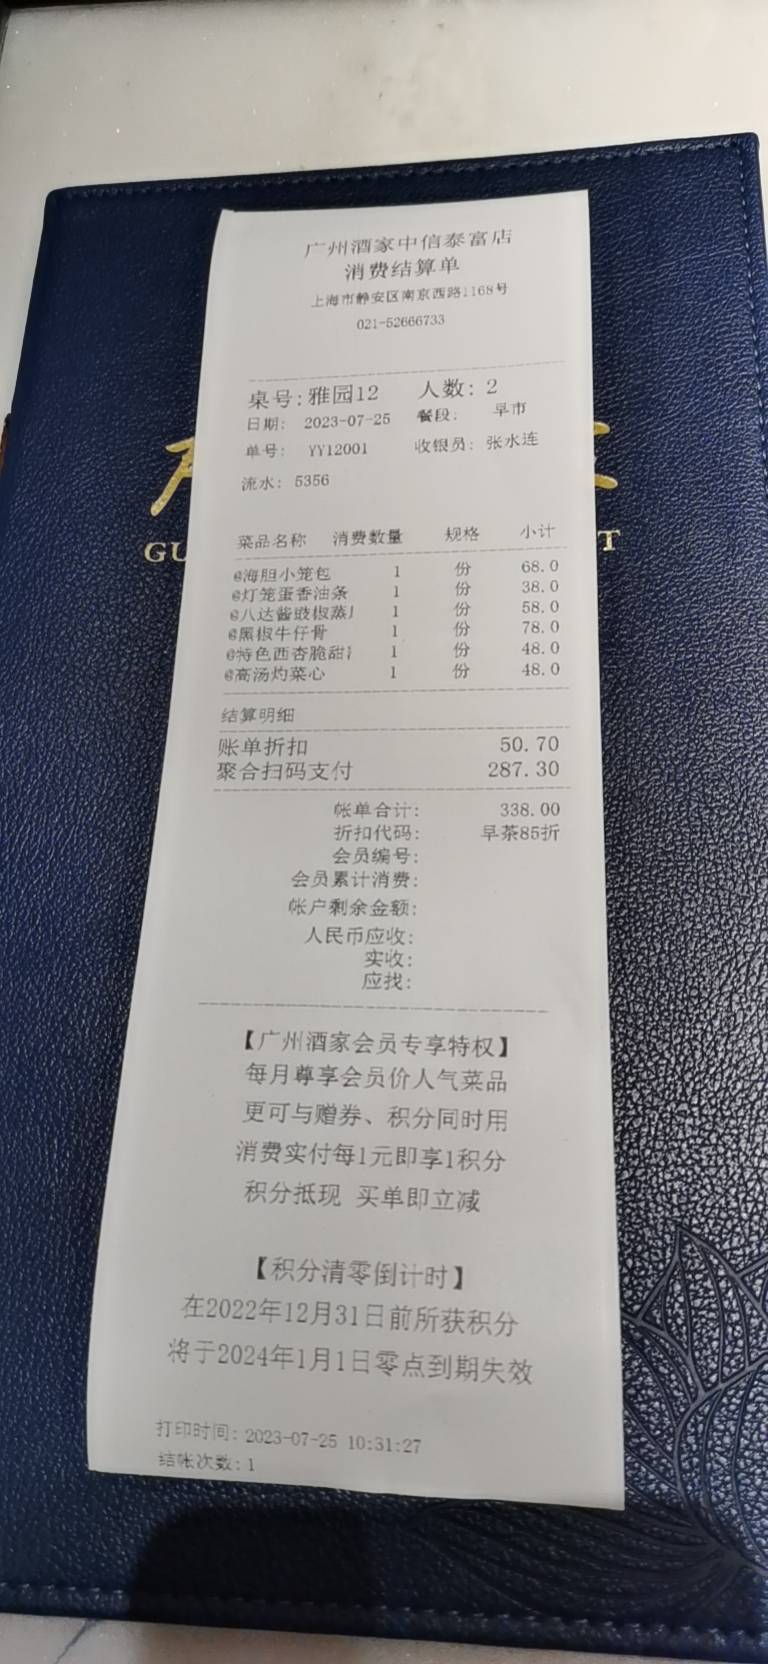 广州酒家中信泰富店
消费结算单
上海市静安区南京西路1168号
021-52666733
桌号:雅园12 人数: 2
日期: 2023-07-25 餐段: 早市
单号: YY12001 收银员: 张水连
流水: 5356
GU T
菜品名称 消费数量 规格 小计
@海胆小笼包 1 份 68.0
@灯笼蛋香油条 1 份 38.0
@八达酱豉椒蒸 1 份 58.0
@黑椒牛仔骨 1 份 78.0
@特色西杏脆甜 1 份 48.0
@高汤灼菜心 1 份 48.0
结算明细
账单折扣 50.70
聚合扫码支付 287.30
帐单合计: 338.00
折扣代码: 早茶85折
会员编号:
会员累计消费:
帐户剩余金额:
人民币应收:
实收:
应找:
【广州酒家会员专享特权】
每月尊享会员价人气菜品
更可与赠券、积分同时用
消费实付每1元即享1积分
积分抵现 买单即立减
【积分清零倒计时】
在2022年12月31日前所获积分
将于2024年1月1日零点到期失效
打印时间: 2023-07-25 10:31:27
结帐次数: 1